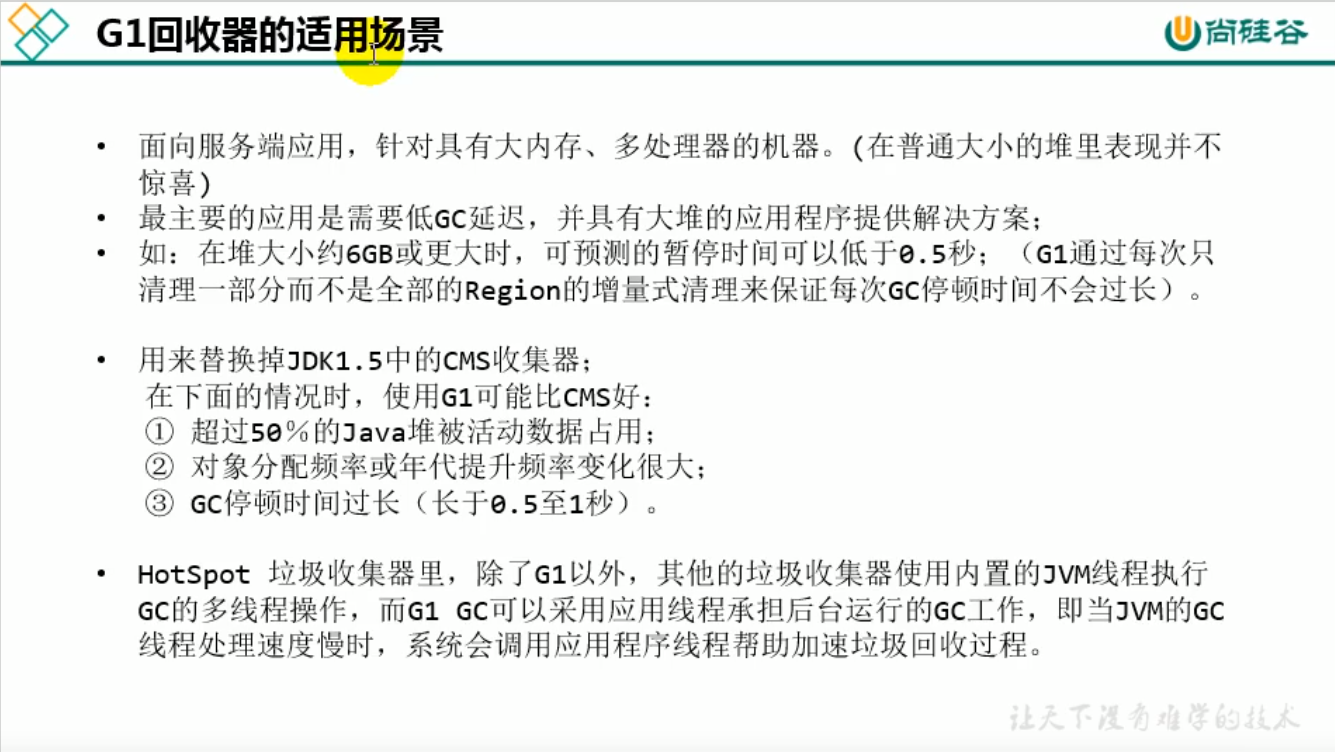 G1回收器的适用场景
尚硅谷
• 面向服务端应用，针对具有大内存、多处理器的机器。(在普通大小的堆里表现并不
惊喜)
• 最主要的应用是需要低GC延迟，并具有大堆的应用程序提供解决方案；
• 如：在堆大小约6GB或更大时，可预测的暂停时间可以低于0.5秒；（G1通过每次只
清理一部分而不是全部的Region的增量式清理来保证每次GC停顿时间不会过长）。
• 用来替换掉JDK1.5中的CMS收集器；
在下面的情况时，使用G1可能比CMS好：
① 超过50％的Java堆被活动数据占用；
② 对象分配频率或年代提升频率变化很大；
③ GC停顿时间过长（长于0.5至1秒）。
• HotSpot 垃圾收集器里，除了G1以外，其他的垃圾收集器使用内置的JVM线程执行
GC的多线程操作，而G1 GC可以采用应用线程承担后台运行的GC工作，即当JVM的GC
线程处理速度慢时，系统会调用应用程序线程帮助加速垃圾回收过程。
让天下没有难学的技术